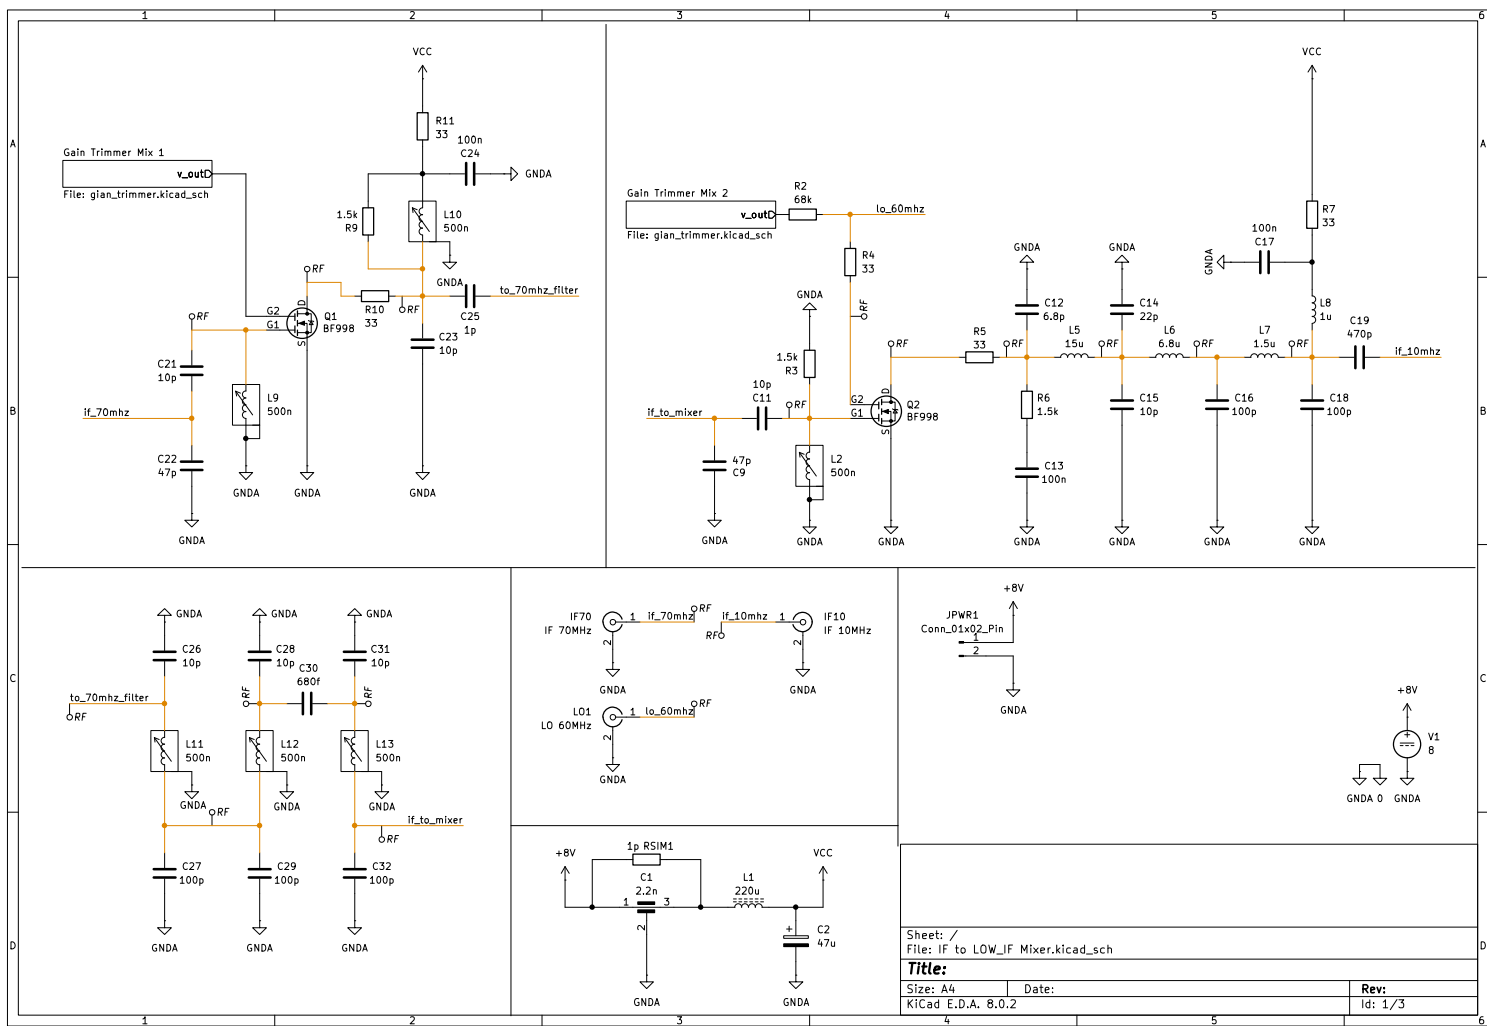 1 2 3 4 5 6
A
B
C
D
VCC
R11
33
100n
C24
GNDA
Gain Trimmer Mix 1
v_out
File: gian_trimmer.kicad_sch
1.5k
R9
L10
500n
GNDA
RF
R10
33
RF
C25
1p
to_70mhz_filter
G2
G1
D
S
Q1
BF998
C23
10p
RF
C21
10p
L9
500n
if_70mhz
C22
47p
GNDA
GNDA
GNDA
GNDA
VCC
Gain Trimmer Mix 2
v_out
File: gian_trimmer.kicad_sch
R2
68k
lo_60mhz
R4
33
RF
R7
33
100n
C17
GNDA
GNDA
GNDA
GNDA
C12
6.8p
C14
22p
L8
1u
C19
470p
if_10mhz
1.5k
R3
R5
33
RF
L5
15u
RF
L6
6.8u
RF
L7
1.5u
RF
RF
10p
C11
RF
if_to_mixer
G2
G1
D
S
Q2
BF998
R6
1.5k
C15
10p
C16
100p
C18
100p
47p
C9
L2
500n
C13
100n
GNDA
GNDA
GNDA
GNDA
GNDA
GNDA
GNDA
GNDA
GNDA
GNDA
C26
10p
C28
10p
C31
10p
C30
680f
to_70mhz_filter
RF
RF
RF
L11
500n
L12
500n
L13
500n
GNDA
GNDA
GNDA
RF
if_to_mixer
RF
C27
100p
C29
100p
C32
100p
GNDA
GNDA
GNDA
IF70
IF 70MHz
1
2
if_70mhz
RF
if_10mhz
RF
1
2
IF10
IF 10MHz
GNDA
GNDA
LO1
LO 60MHz
1
2
lo_60mhz
RF
GNDA
+8V
JPWR1
Conn_01x02_Pin
1
2
GNDA
+8V
V1
8
GNDA 0 GNDA
+8V
1p RSIM1
C1
2.2n
1 3
2
L1
220u
VCC
C2
47u
GNDA
GNDA
Sheet: /
File: IF to LOW_IF Mixer.kicad_sch
Title:
Size: A4 Date: Rev:
KiCad E.D.A. 8.0.2 Id: 1/3
1 2 3 4 5 6
A
B
C
D